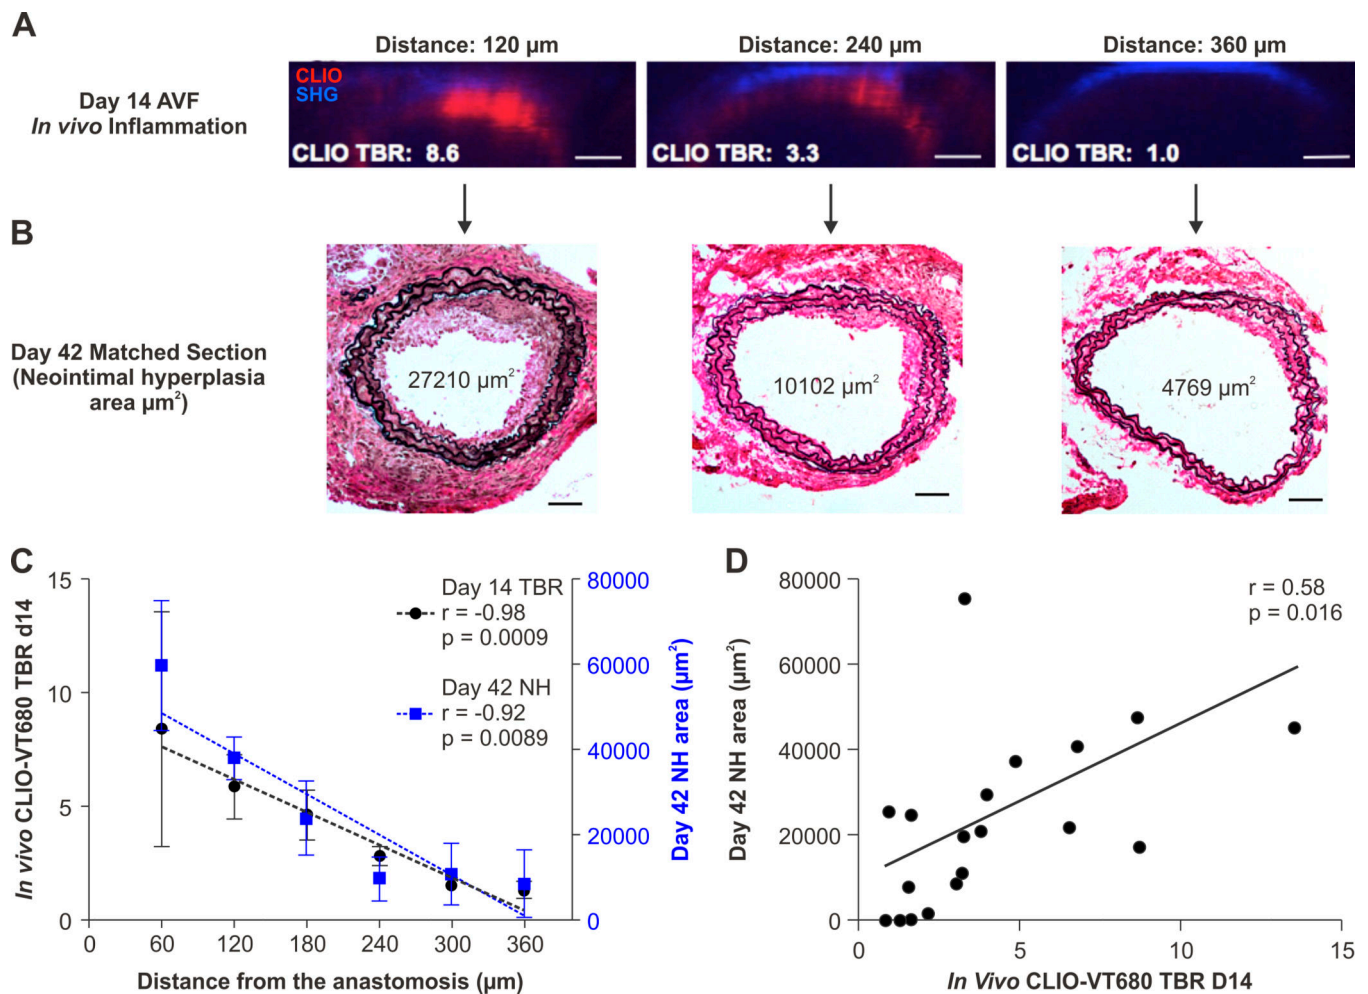 A
Distance: 120 µm
Distance: 240 µm
Distance: 360 µm
Day 14 AVF
In vivo Inflammation
CLIO
SHG
CLIO TBR: 8.6
CLIO TBR: 3.3
CLIO TBR: 1.0
B
Day 42 Matched Section
(Neointimal hyperplasia
area µm²)
27210 µm²
10102 µm²
4769 µm²
C
In vivo CLIO-VT680 TBR d14
15
10
5
0
Day 14 TBR
r = -0.98
p = 0.0009
Day 42 NH
r = -0.92
p = 0.0089
80000
60000
40000
20000
0
Day 42 NH area (µm²)
0
60
120
180
240
300
360
Distance from the anastomosis (µm)
D
Day 42 NH area (µm²)
80000
60000
40000
20000
0
r = 0.58
p = 0.016
0
5
10
15
In Vivo CLIO-VT680 TBR D14